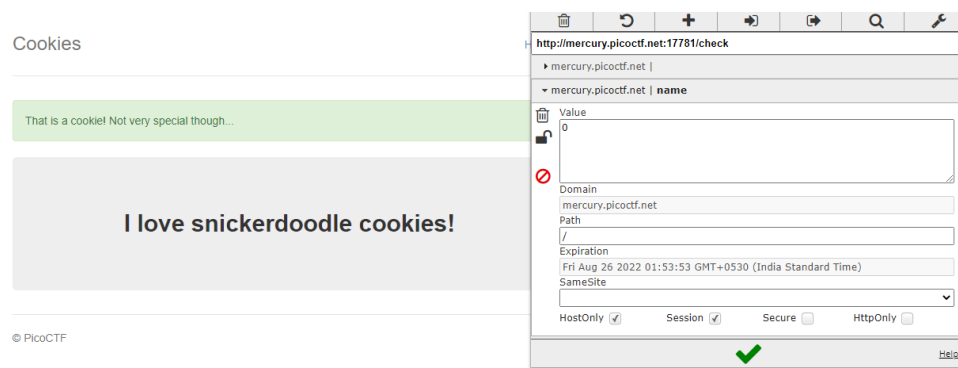 Cookies
H
That is a cookie! Not very special though...
I love snickerdoodle cookies!
© PicoCTF
http://mercury.picoctf.net:17781/check
mercury.picoctf.net |
mercury.picoctf.net | name
Value
0
Domain
mercury.picoctf.net
Path
/
Expiration
Fri Aug 26 2022 01:53:53 GMT+0530 (India Standard Time)
SameSite
HostOnly Session Secure HttpOnly
Help